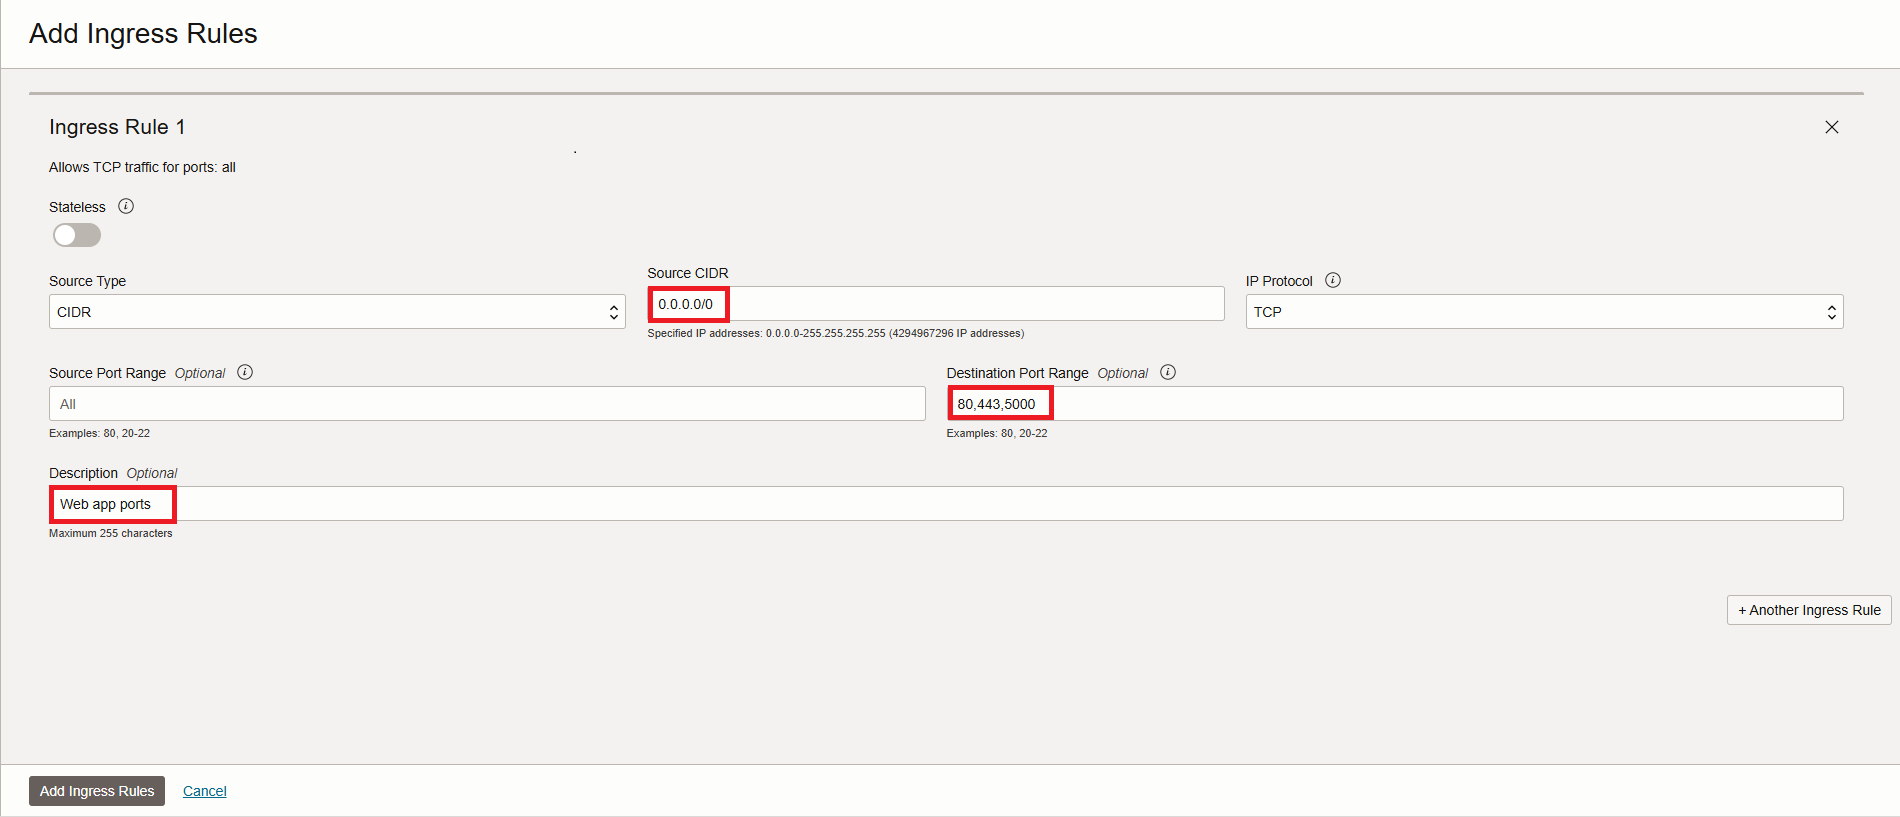 Add Ingress Rules
Ingress Rule 1
Allows TCP traffic for ports: all
Stateless
Source Type
CIDR
Source CIDR
0.0.0.0/0
Specified IP addresses: 0.0.0.0-255.255.255.255 (4294967296 IP addresses)
IP Protocol
TCP
Source Port Range Optional
All
Examples: 80, 20-22
Destination Port Range Optional
80,443,5000
Examples: 80, 20-22
Description Optional
Web app ports
Maximum 255 characters
+ Another Ingress Rule
Add Ingress Rules Cancel